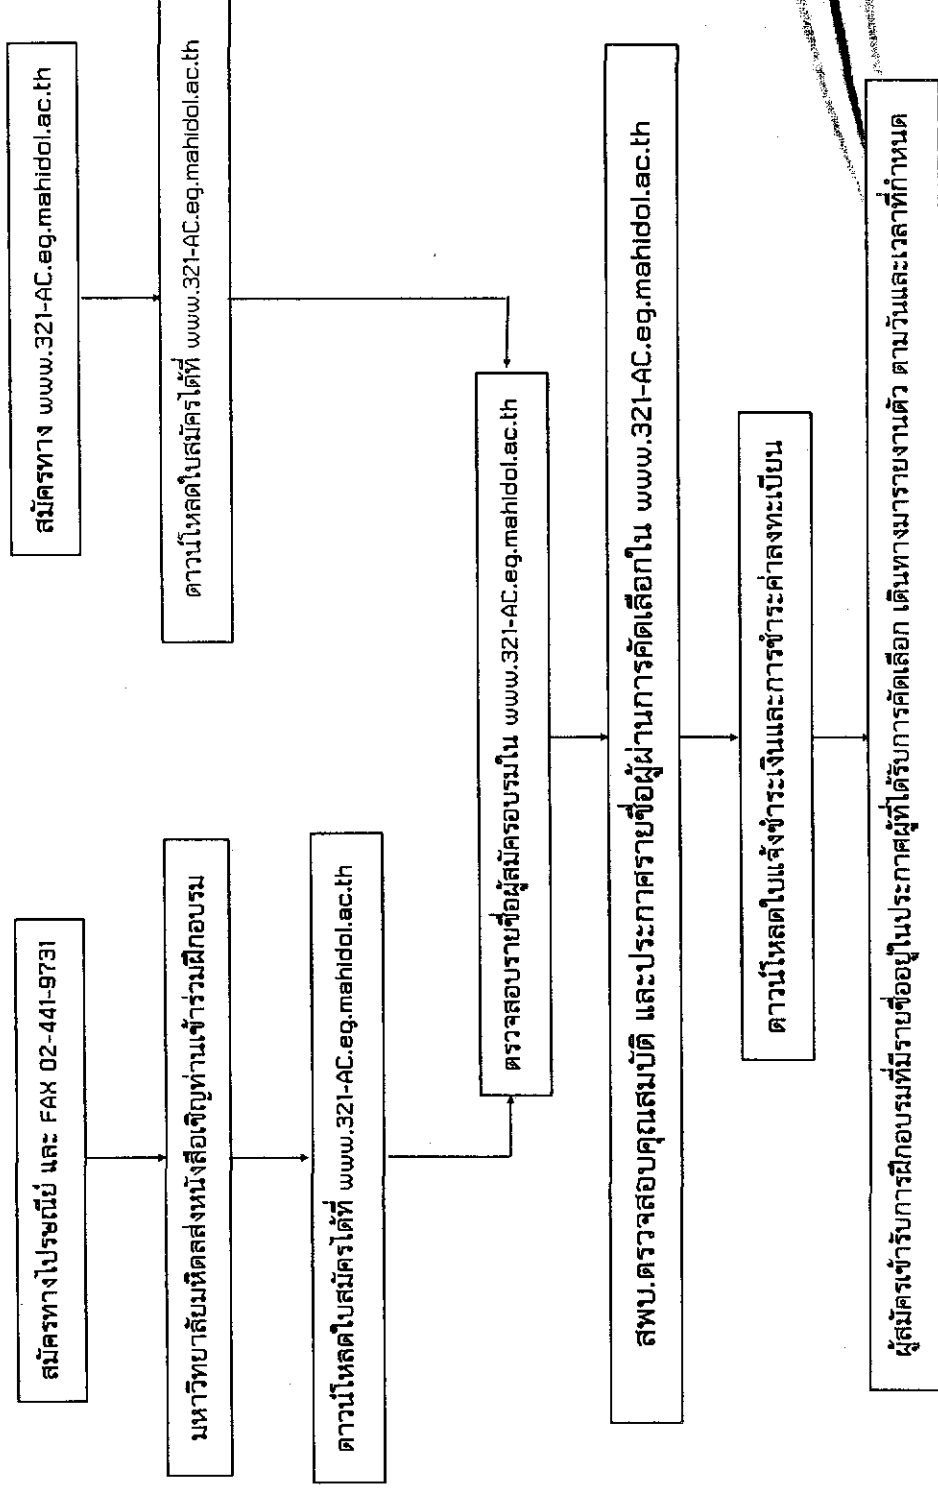 สมัครทางไปรษณีย์ และ FAX 02-441-9731
มหาวิทยาลัยมหิดลส่งหนังสือเชิญท่านเข้าร่วมฝึกอบรม
ดาวน์โหลดใบสมัครได้ที่ www.321-AC.eg.mahidol.ac.th
สมัครทาง www.321-AC.eg.mahidol.ac.th
ดาวน์โหลดใบสมัครได้ที่ www.321-AC.eg.mahidol.ac.th
ตรวจสอบรายชื่อผู้สมัครอบรมใน www.321-AC.eg.mahidol.ac.th
สพบ.ตรวจสอบคุณสมบัติ และประกาศรายชื่อผู้ผ่านการคัดเลือกใน www.321-AC.eg.mahidol.ac.th
ดาวน์โหลดใบแจ้งชำระเงินและการชำระค่าลงทะเบียน
ผู้สมัครเข้ารับการฝึกอบรมที่มีรายชื่ออยู่ในประกาศผู้ที่ได้รับการคัดเลือก เดินทางมารายงานตัว ตามวันและเวลาที่กำหนด